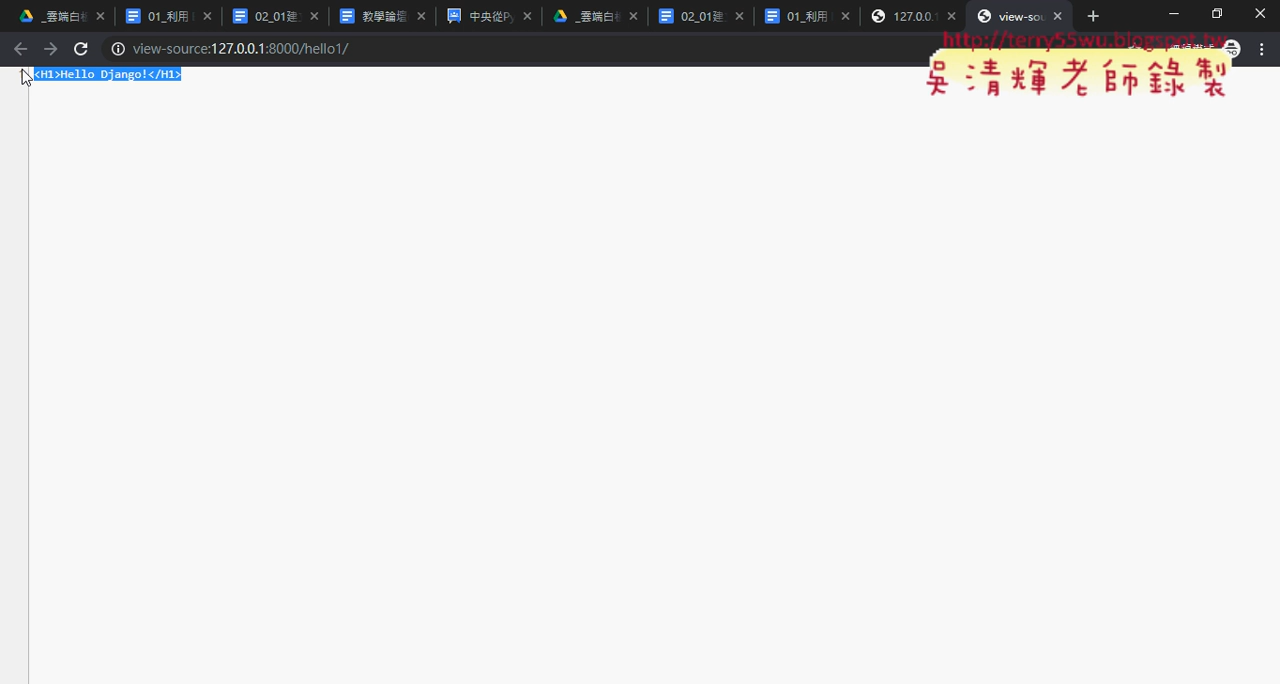 _雲端白
01_利用
02_01建
教學論壇
中央從Py
_雲端白
02_01建
01_利用
127.0.0.1
view-sou
view-source:127.0.0.1:8000/hello1/
http://terry55wu.blogspot.tw
吳清輝老師錄製
<H1>Hello Django!</H1>